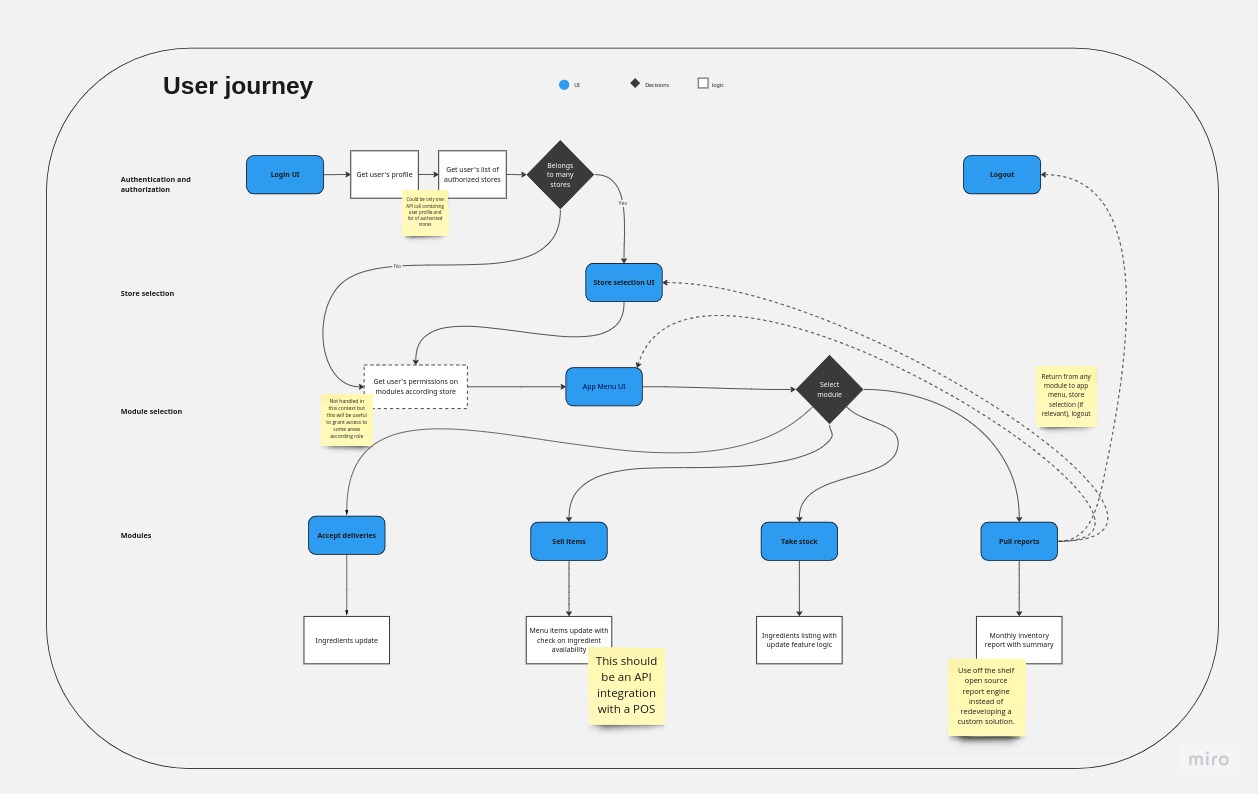 User journey
UI
Decisions
logic
Authentication and
authorization
Login UI
Get user's profile
Get user's list of
authorized stores
Belongs
to many
stores
Logout
Could be only one
API call combining
user profile and
list of authorized
stores
Yes
No
Store selection
Store selection UI
Module selection
Get user's permissions on
modules according store
App Menu UI
Select
module
Return from any
module to app
menu, store
selection (if
relevant), logout
Not handled in
this context but
this will be useful
to grant access to
some areas
according role
Modules
Accept deliveries
Sell items
Take stock
Pull reports
Ingredients update
Menu items update with
check on ingredient
availability
Ingredients listing with
update feature logic
Monthly inventory
report with summary
This should
be an API
integration
with a POS
Use off the shelf
open source
report engine
instead of
redeveloping a
custom solution.
miro